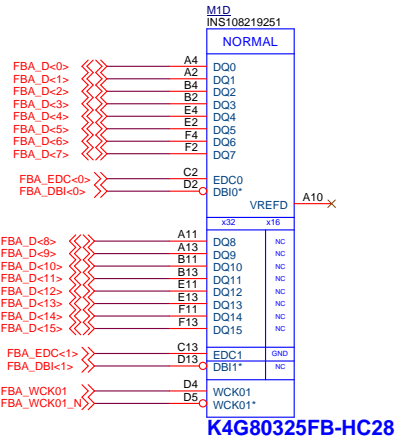 M1D
INS108219251
NORMAL
FBA_D<0> A4 DQ0
FBA_D<1> A2 DQ1
FBA_D<2> B4 DQ2
FBA_D<3> B2 DQ3
FBA_D<4> E4 DQ4
FBA_D<5> E2 DQ5
FBA_D<6> F4 DQ6
FBA_D<7> F2 DQ7
FBA_EDC<0> C2 EDC0
FBA_DBI<0> D2 DBI0*
VREFD A10
x32 x16
FBA_D<8> A11 DQ8 NC
FBA_D<9> A13 DQ9 NC
FBA_D<10> B11 DQ10 NC
FBA_D<11> B13 DQ11 NC
FBA_D<12> E11 DQ12 NC
FBA_D<13> E13 DQ13 NC
FBA_D<14> F11 DQ14 NC
FBA_D<15> F13 DQ15 NC
FBA_EDC<1> C13 EDC1 GND
FBA_DBI<1> D13 DBI1* NC
FBA_WCK01 D4 WCK01
FBA_WCK01_N D5 WCK01*
K4G80325FB-HC28